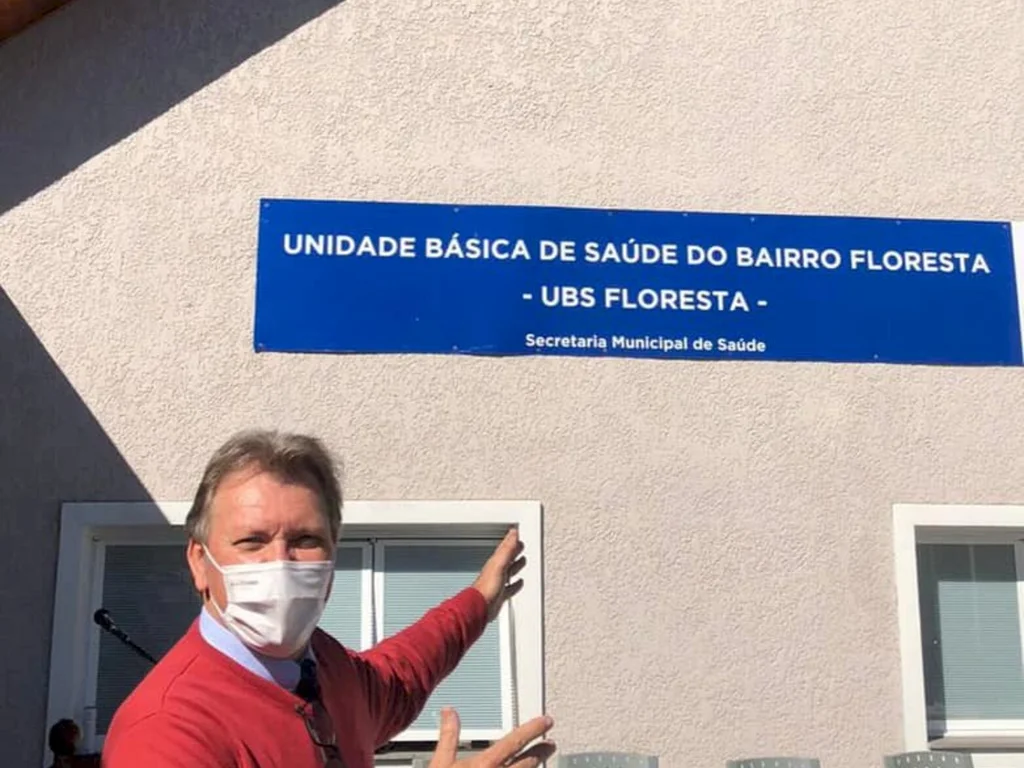 UNIDADE BÁSICA DE SAÚDE DO BAIRRO FLORESTA
- UBS FLORESTA -
Secretaria Municipal de Saúde